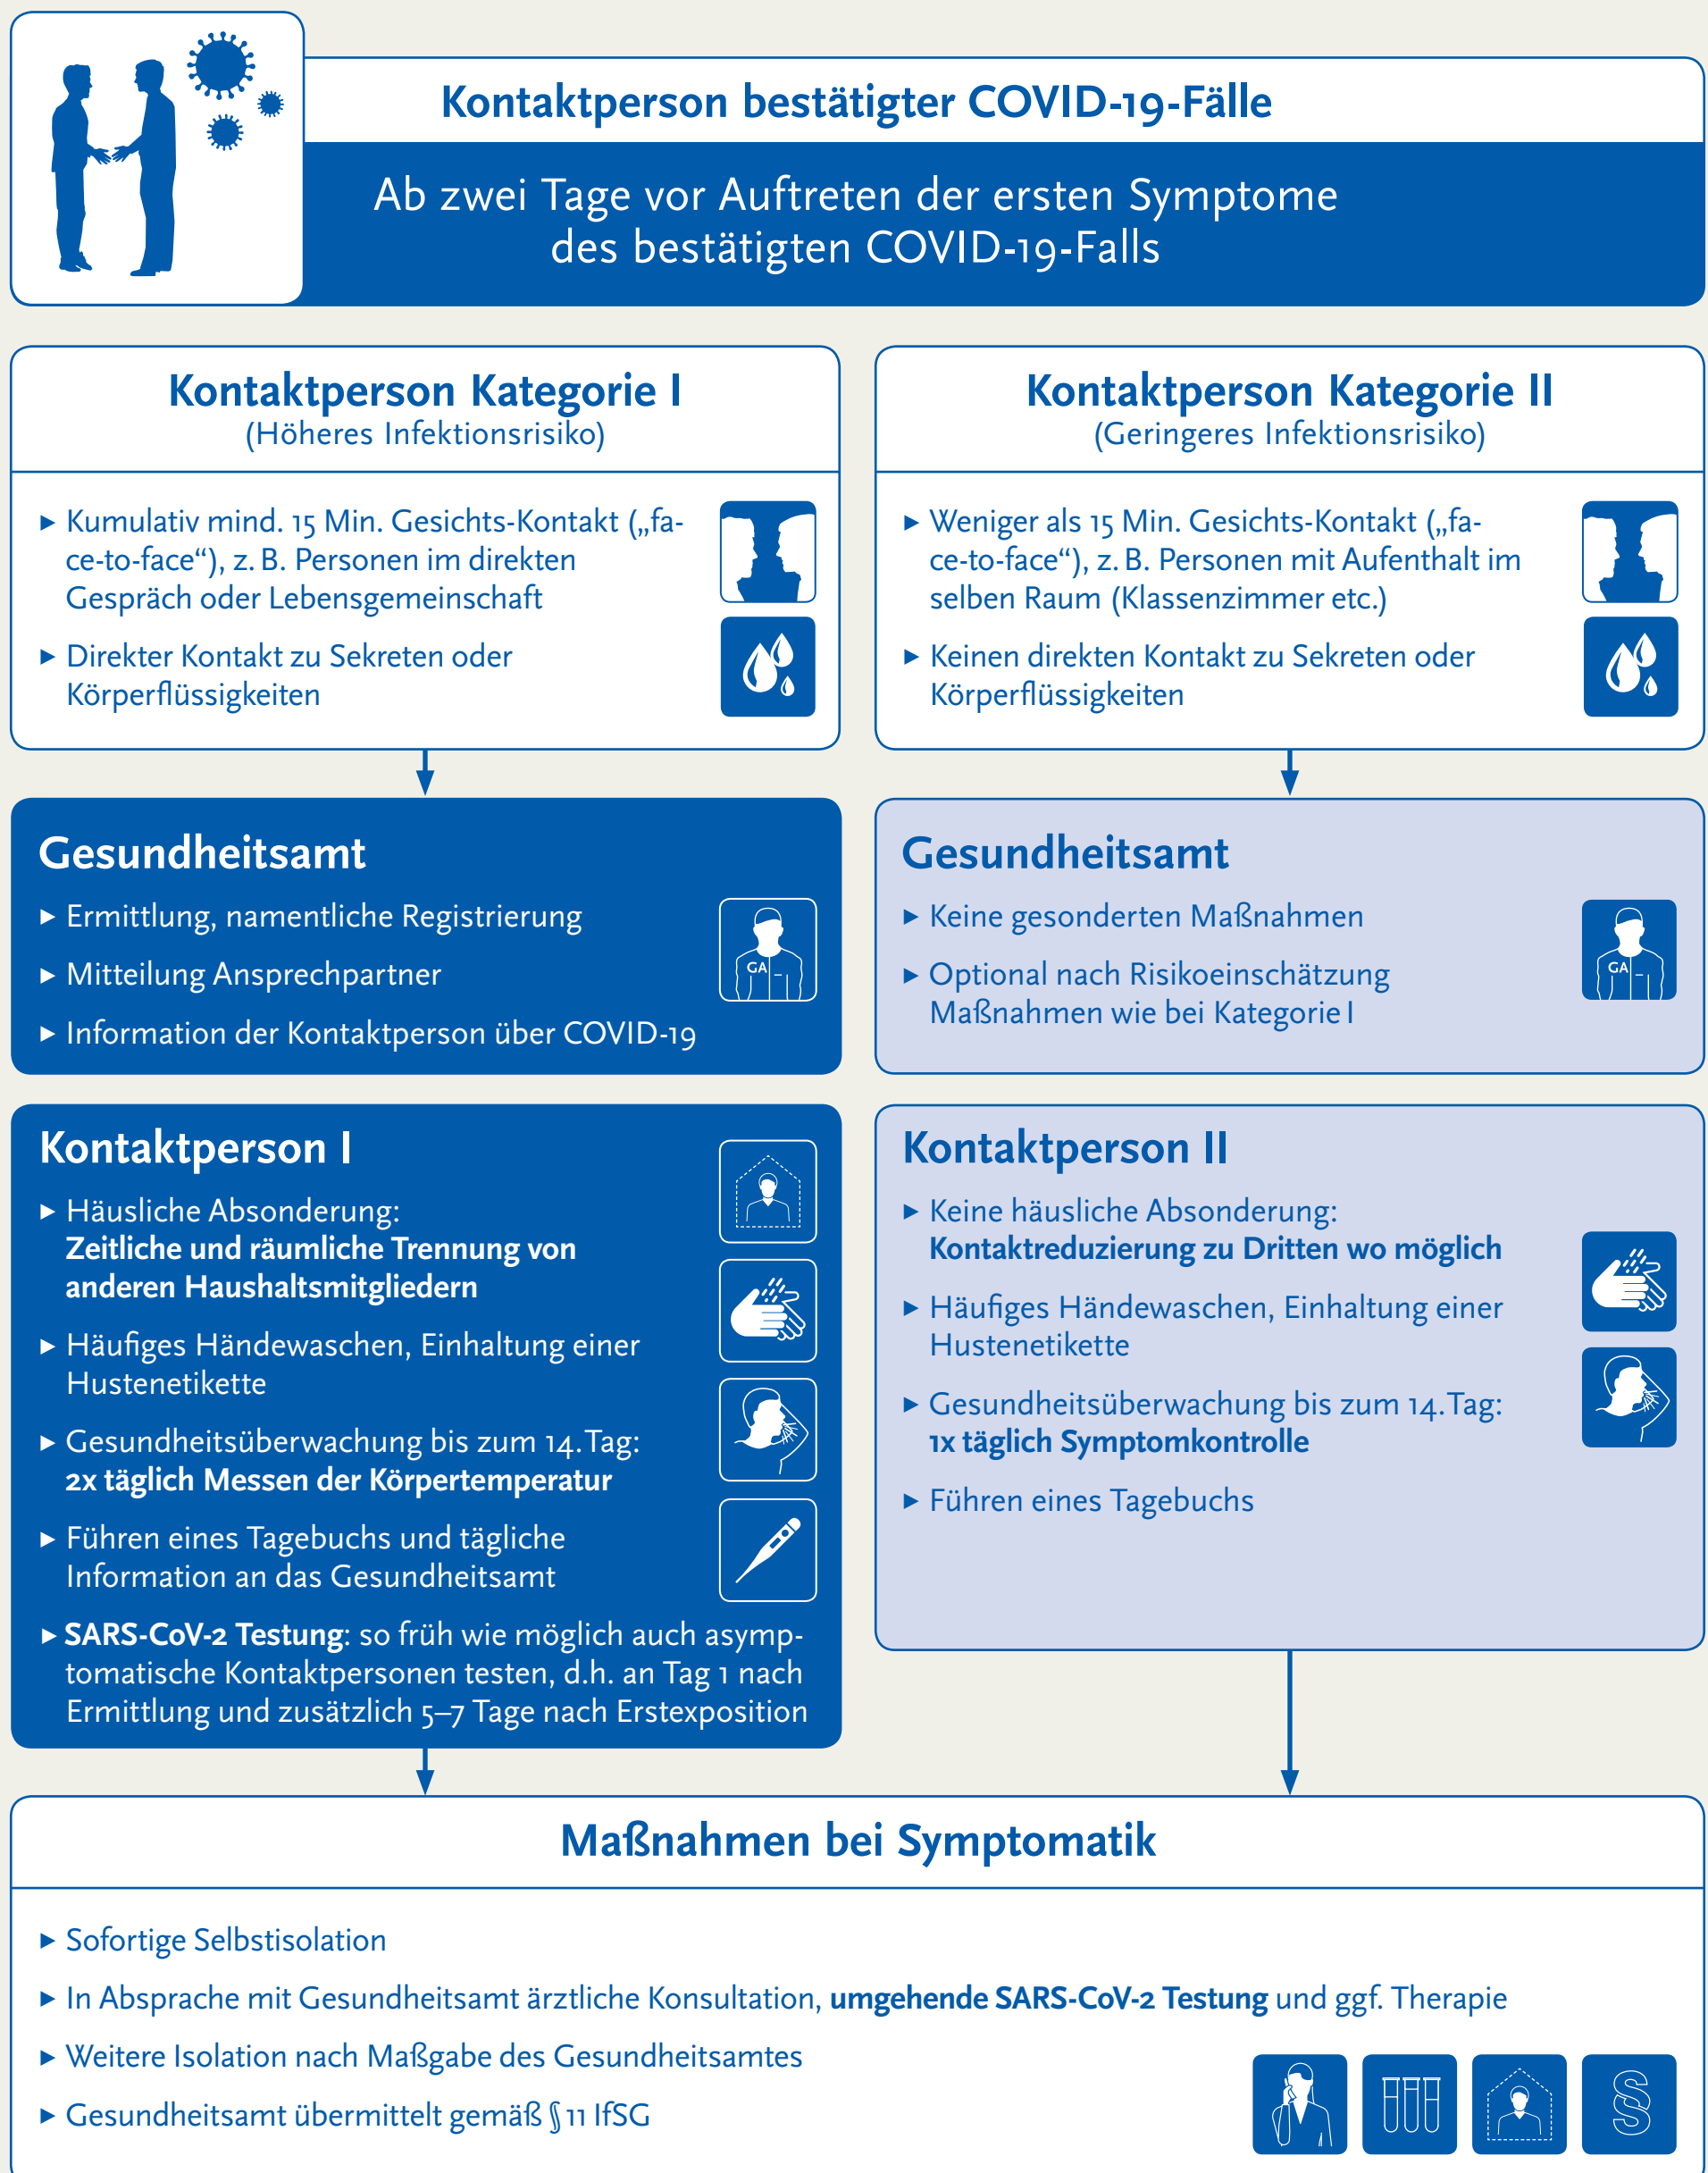 Kontaktperson bestätigter COVID-19-Fälle
Ab zwei Tage vor Auftreten der ersten Symptome
des bestätigten COVID-19-Falls
Kontaktperson Kategorie I
(Höheres Infektionsrisiko)
▸ Kumulativ mind. 15 Min. Gesichts-Kontakt („fa-
ce-to-face“), z. B. Personen im direkten
Gespräch oder Lebensgemeinschaft
▸ Direkter Kontakt zu Sekreten oder
Körperflüssigkeiten
Kontaktperson Kategorie II
(Geringeres Infektionsrisiko)
▸ Weniger als 15 Min. Gesichts-Kontakt („fa-
ce-to-face“), z. B. Personen mit Aufenthalt im
selben Raum (Klassenzimmer etc.)
▸ Keinen direkten Kontakt zu Sekreten oder
Körperflüssigkeiten
Gesundheitsamt
▸ Ermittlung, namentliche Registrierung
▸ Mitteilung Ansprechpartner
▸ Information der Kontaktperson über COVID-19
GA
Gesundheitsamt
▸ Keine gesonderten Maßnahmen
▸ Optional nach Risikoeinschätzung
Maßnahmen wie bei Kategorie I
GA
Kontaktperson I
▸ Häusliche Absonderung:
Zeitliche und räumliche Trennung von
anderen Haushaltsmitgliedern
▸ Häufiges Händewaschen, Einhaltung einer
Hustenetikette
▸ Gesundheitsüberwachung bis zum 14. Tag:
2x täglich Messen der Körpertemperatur
▸ Führen eines Tagebuchs und tägliche
Information an das Gesundheitsamt
▸ SARS-CoV-2 Testung: so früh wie möglich auch asymp-
tomatische Kontaktpersonen testen, d.h. an Tag 1 nach
Ermittlung und zusätzlich 5–7 Tage nach Erstexposition
Kontaktperson II
▸ Keine häusliche Absonderung:
Kontaktreduzierung zu Dritten wo möglich
▸ Häufiges Händewaschen, Einhaltung einer
Hustenetikette
▸ Gesundheitsüberwachung bis zum 14. Tag:
1x täglich Symptomkontrolle
▸ Führen eines Tagebuchs
Maßnahmen bei Symptomatik
▸ Sofortige Selbstisolation
▸ In Absprache mit Gesundheitsamt ärztliche Konsultation, umgehende SARS-CoV-2 Testung und ggf. Therapie
▸ Weitere Isolation nach Maßgabe des Gesundheitsamtes
▸ Gesundheitsamt übermittelt gemäß § 11 IfSG
§